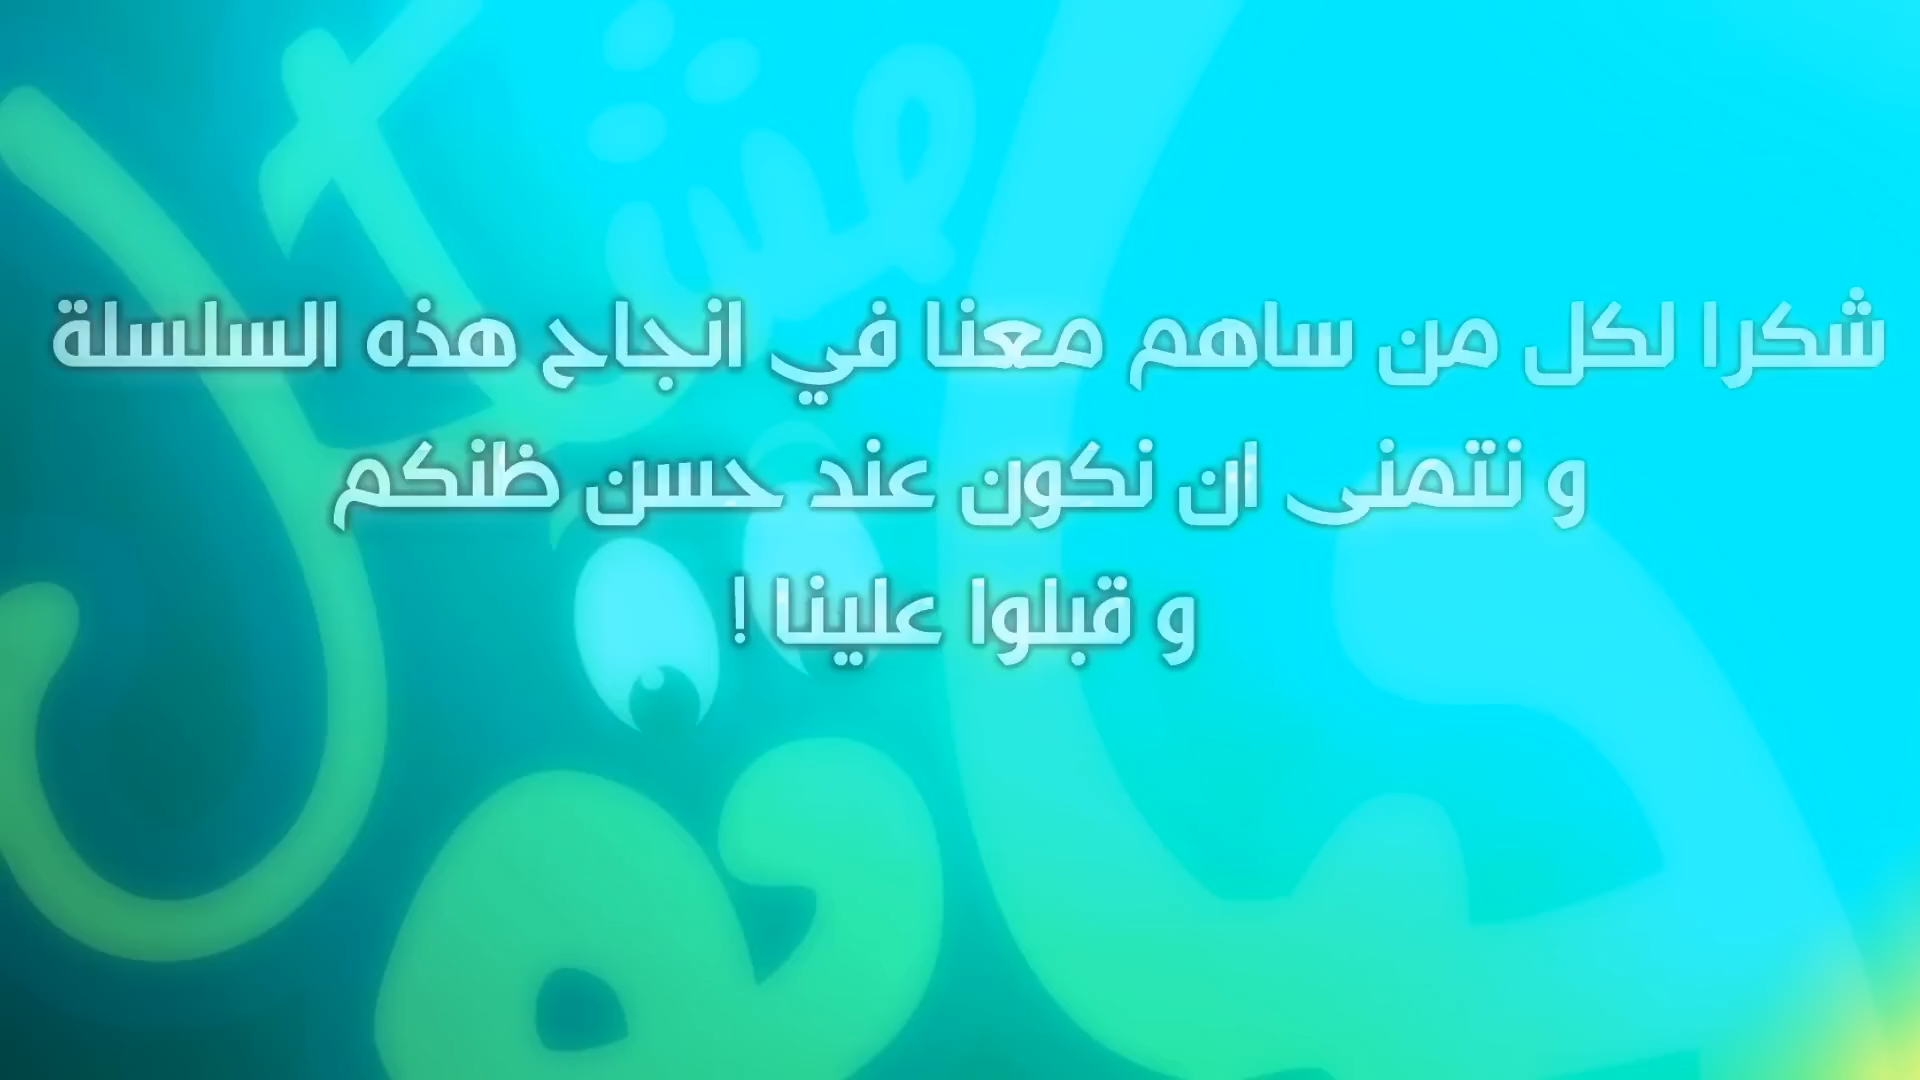 شكرا لكل من ساهم معنا في انجاح هذه السلسلة
و نتمنى ان نكون عند حسن ظنكم
و قبلوا علينا !